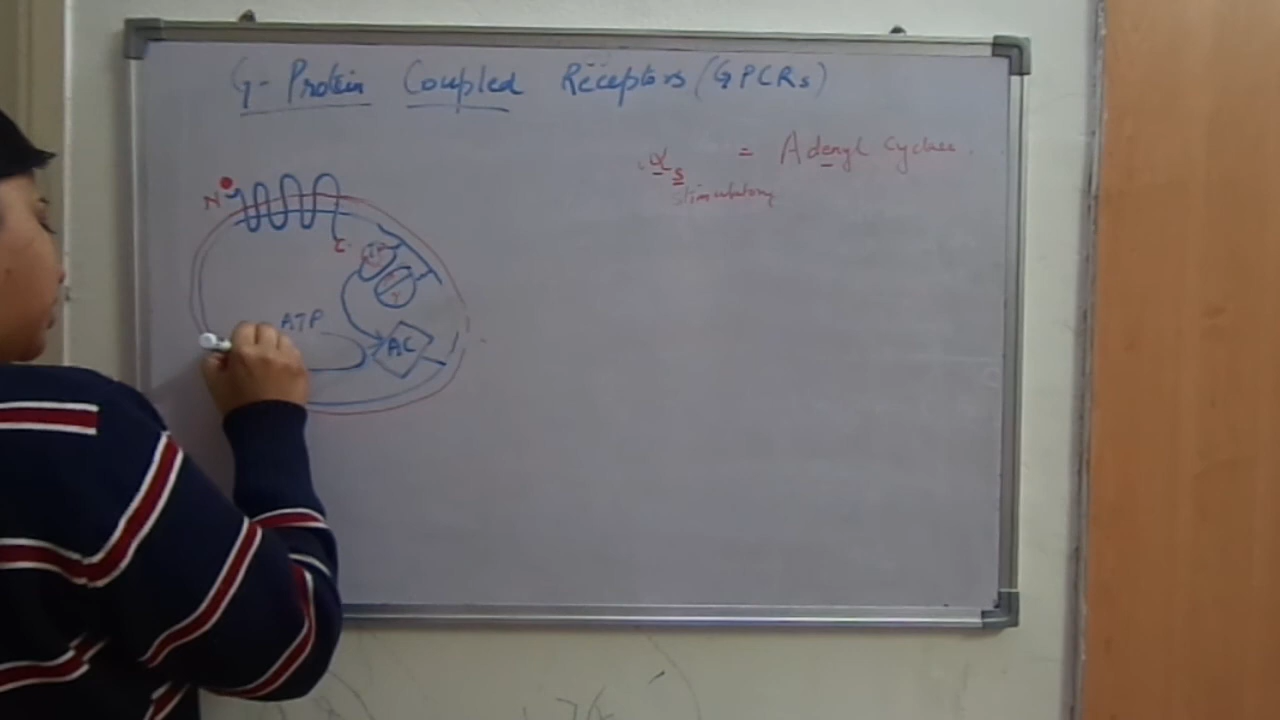 G-Protein Coupled Receptors (GPCRs)
αs = Adenyl Cyclase.
stimulatory
N
C
ATP
AC